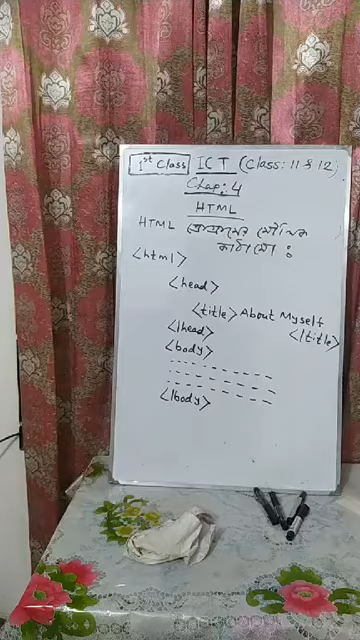 1st Class ICT (Class: 11 & 12)
Chap: 4
HTML
HTML প্রোগ্রামের মৌলিক
কাঠামো :
<html>
<head>
<title> About Myself
</title>
</head>
<body>
</body>